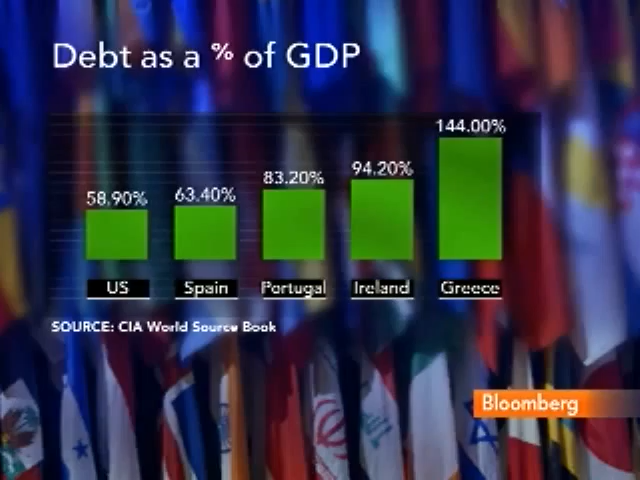 Debt as a % of GDP
144.00%
94.20%
83.20%
63.40%
58.90%
US Spain Portugal Ireland Greece
SOURCE: CIA World Source Book
Bloomberg